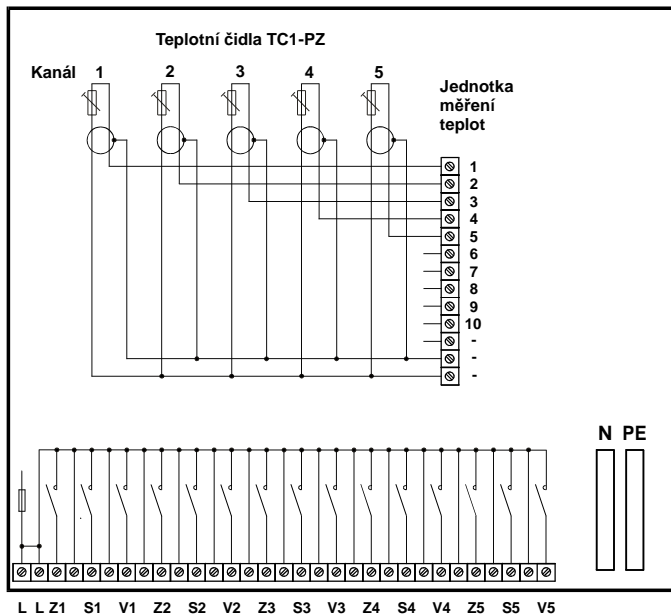 Teplotní čidla TC1-PZ
Kanál 1 2 3 4 5
Jednotka
měření
teplot
1
2
3
4
5
6
7
8
9
10
-
-
-
N PE
L L Z1 S1 V1 Z2 S2 V2 Z3 S3 V3 Z4 S4 V4 Z5 S5 V5